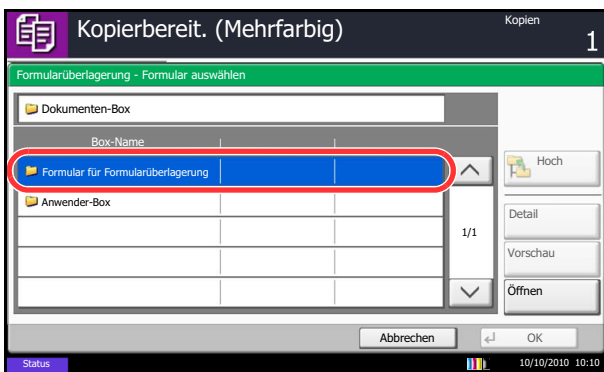 Kopierbereit. (Mehrfarbig)
Kopien
1
Formularüberlagerung - Formular auswählen
Dokumenten-Box
Box-Name
Formular für Formularüberlagerung
Anwender-Box
1/1
Hoch
Detail
Vorschau
Öffnen
Abbrechen
OK
Status
10/10/2010 10:10